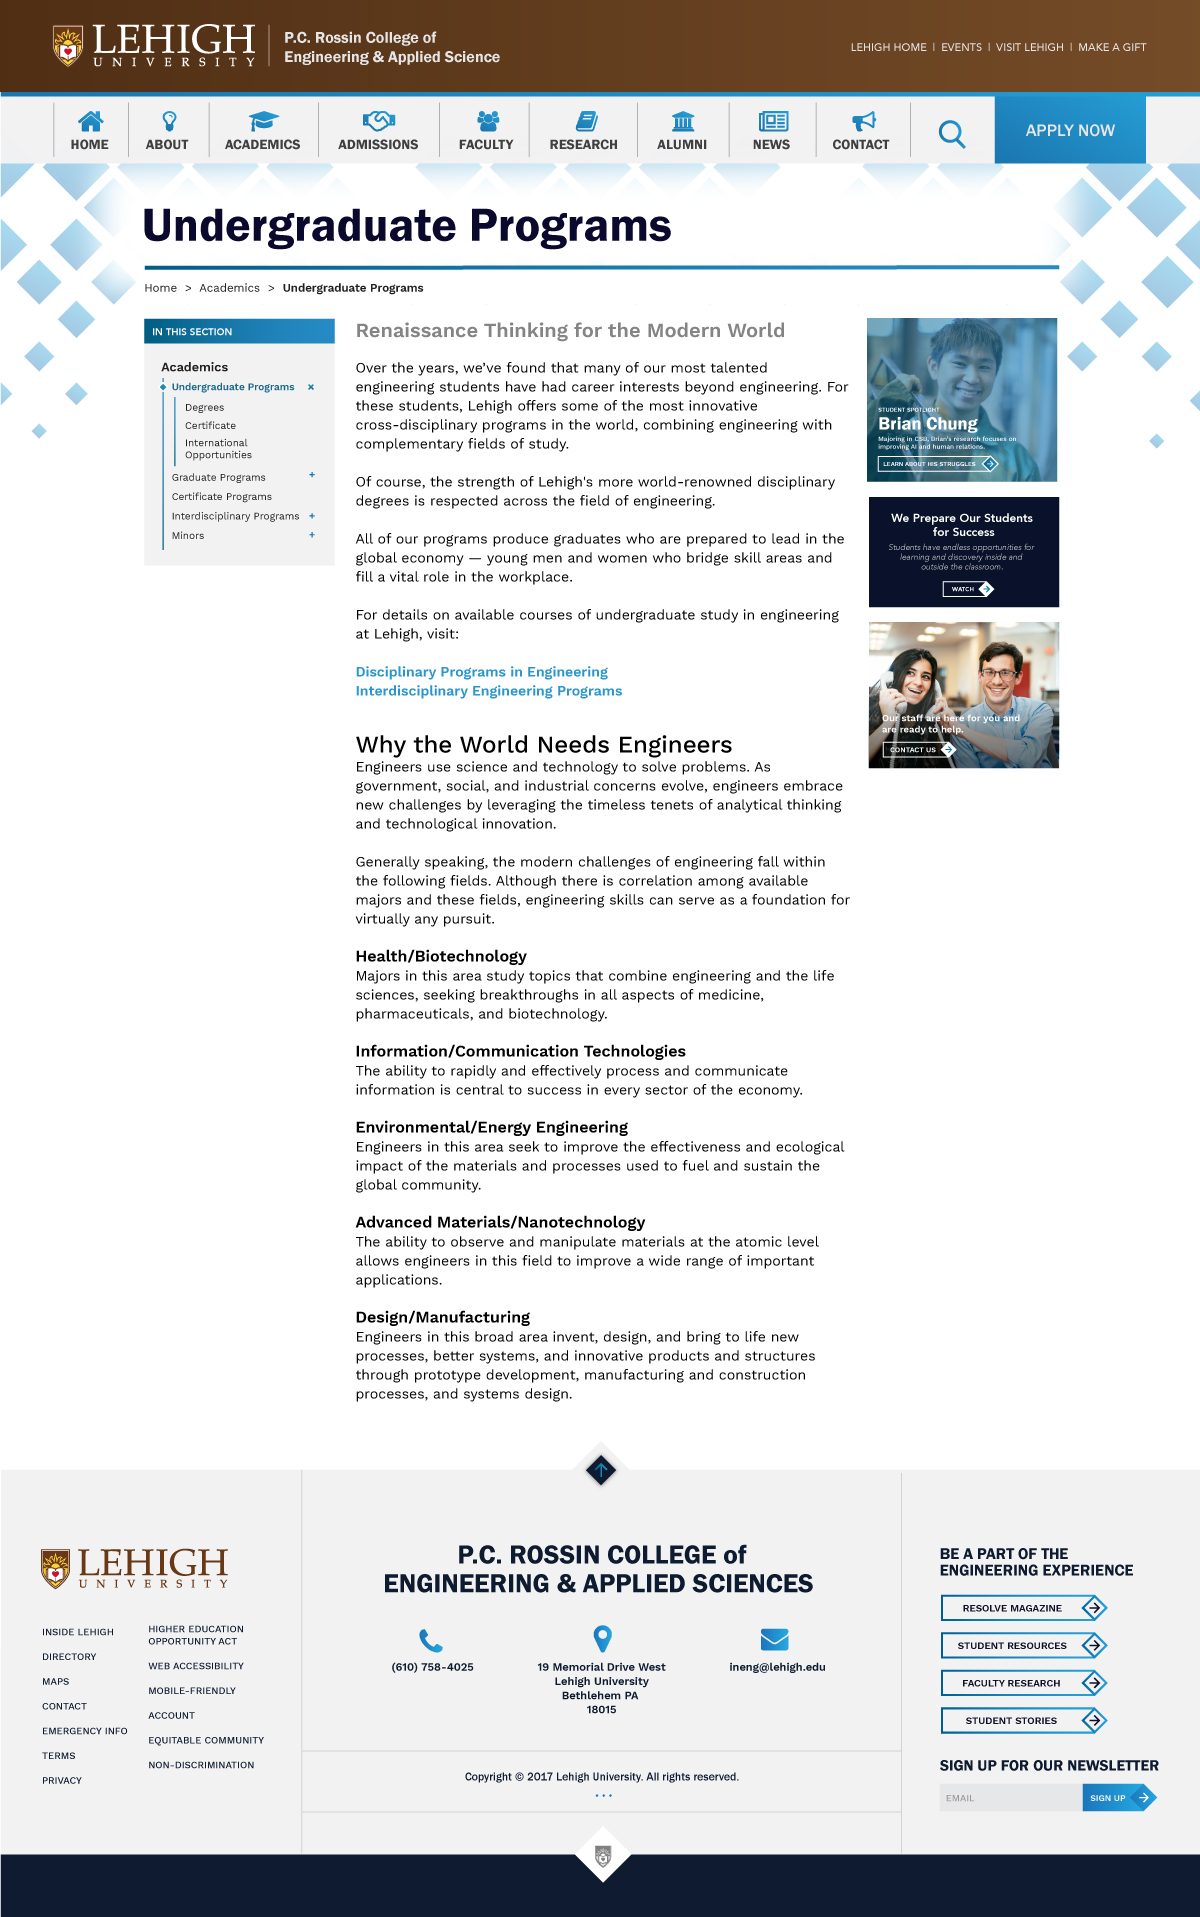 LEHIGH
UNIVERSITY
P.C. Rossin College of
Engineering & Applied Science
LEHIGH HOME | EVENTS | VISIT LEHIGH | MAKE A GIFT
HOME
ABOUT
ACADEMICS
ADMISSIONS
FACULTY
RESEARCH
ALUMNI
NEWS
CONTACT
APPLY NOW
Undergraduate Programs
Home > Academics > Undergraduate Programs
IN THIS SECTION
Academics
Undergraduate Programs ×
Degrees
Certificate
International
Opportunities
Graduate Programs +
Certificate Programs
Interdisciplinary Programs +
Minors +
Renaissance Thinking for the Modern World
Over the years, we've found that many of our most talented
engineering students have had career interests beyond engineering. For
these students, Lehigh offers some of the most innovative
cross-disciplinary programs in the world, combining engineering with
complementary fields of study.
Of course, the strength of Lehigh's more world-renowned disciplinary
degrees is respected across the field of engineering.
All of our programs produce graduates who are prepared to lead in the
global economy — young men and women who bridge skill areas and
fill a vital role in the workplace.
For details on available courses of undergraduate study in engineering
at Lehigh, visit:
Disciplinary Programs in Engineering
Interdisciplinary Engineering Programs
Why the World Needs Engineers
Engineers use science and technology to solve problems. As
government, social, and industrial concerns evolve, engineers embrace
new challenges by leveraging the timeless tenets of analytical thinking
and technological innovation.
Generally speaking, the modern challenges of engineering fall within
the following fields. Although there is correlation among available
majors and these fields, engineering skills can serve as a foundation for
virtually any pursuit.
Health/Biotechnology
Majors in this area study topics that combine engineering and the life
sciences, seeking breakthroughs in all aspects of medicine,
pharmaceuticals, and biotechnology.
Information/Communication Technologies
The ability to rapidly and effectively process and communicate
information is central to success in every sector of the economy.
Environmental/Energy Engineering
Engineers in this area seek to improve the effectiveness and ecological
impact of the materials and processes used to fuel and sustain the
global community.
Advanced Materials/Nanotechnology
The ability to observe and manipulate materials at the atomic level
allows engineers in this field to improve a wide range of important
applications.
Design/Manufacturing
Engineers in this broad area invent, design, and bring to life new
processes, better systems, and innovative products and structures
through prototype development, manufacturing and construction
processes, and systems design.
STUDENT SPOTLIGHT
Brian Chung
Majoring in CSB, Brian's research focuses on
improving AI and human relations.
LEARN ABOUT HIS STRUGGLES
We Prepare Our Students
for Success
Students have endless opportunities for
learning and discovery inside and
outside the classroom.
WATCH
Our staff are here for you and
are ready to help.
CONTACT US
LEHIGH
UNIVERSITY
INSIDE LEHIGH
DIRECTORY
MAPS
CONTACT
EMERGENCY INFO
TERMS
PRIVACY
HIGHER EDUCATION
OPPORTUNITY ACT
WEB ACCESSIBILITY
MOBILE-FRIENDLY
ACCOUNT
EQUITABLE COMMUNITY
NON-DISCRIMINATION
P.C. ROSSIN COLLEGE of
ENGINEERING & APPLIED SCIENCES
(610) 758-4025
19 Memorial Drive West
Lehigh University
Bethlehem PA
18015
ineng@lehigh.edu
Copyright © 2017 Lehigh University. All rights reserved.
BE A PART OF THE
ENGINEERING EXPERIENCE
RESOLVE MAGAZINE
STUDENT RESOURCES
FACULTY RESEARCH
STUDENT STORIES
SIGN UP FOR OUR NEWSLETTER
EMAIL
SIGN UP